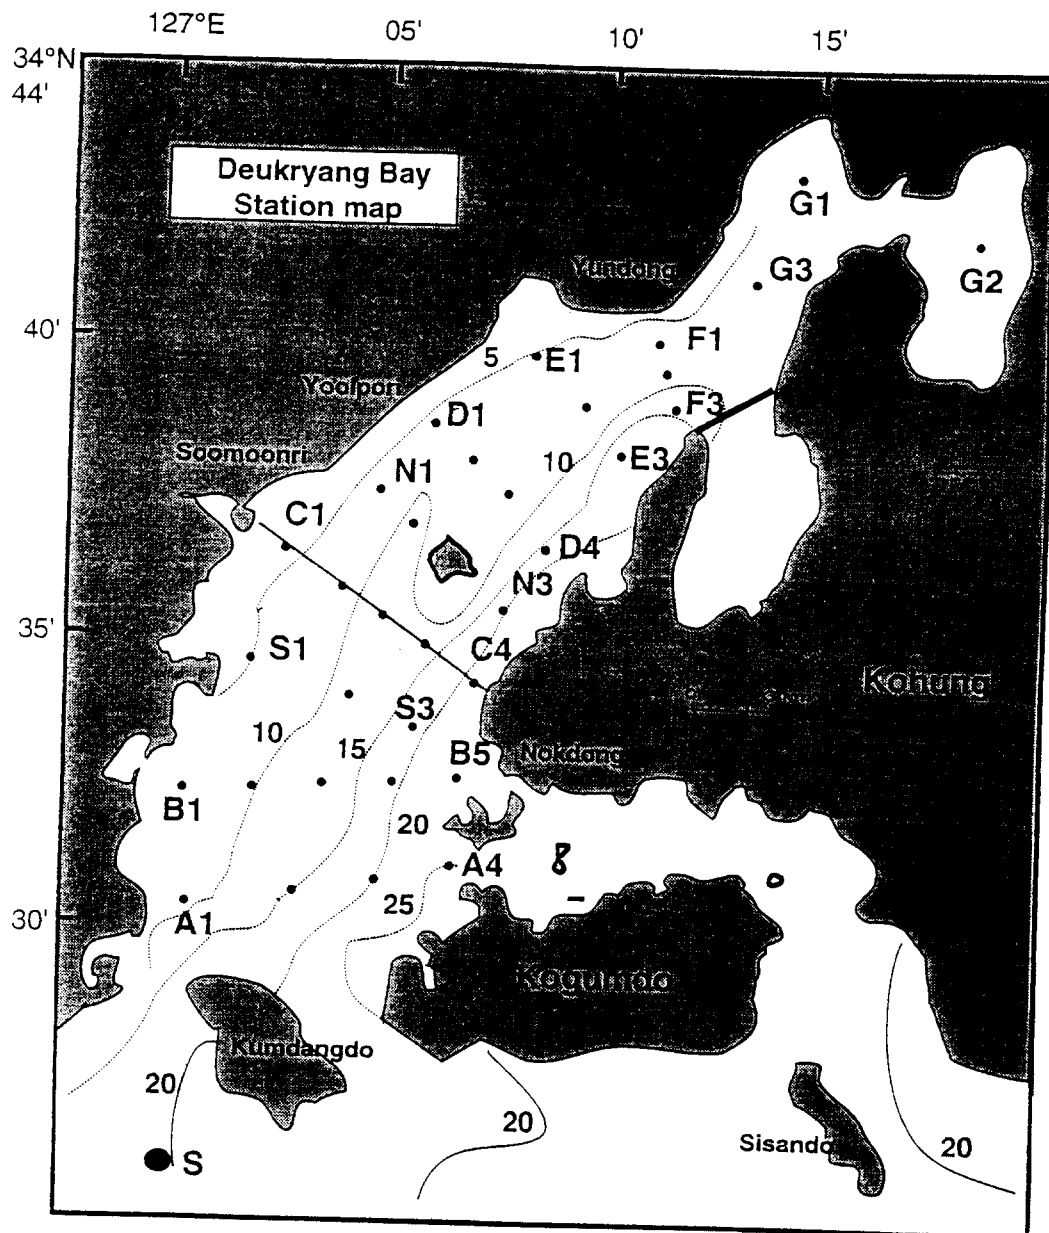 127°E
05'
10'
15'
34°N
44'
Deukryang Bay
Station map
G1
Yundong
G3
G2
40'
F1
5
E1
Yoolpori
F3
D1
Soomoonri
E3
N1
10
C1
D4
N3
35'
S1
C4
Kohung
S3
10
15
B5
Nokdong
B1
20
A4
25
A1
30'
Kogumdo
Kumdangdo
20
20
Sisando
20
S